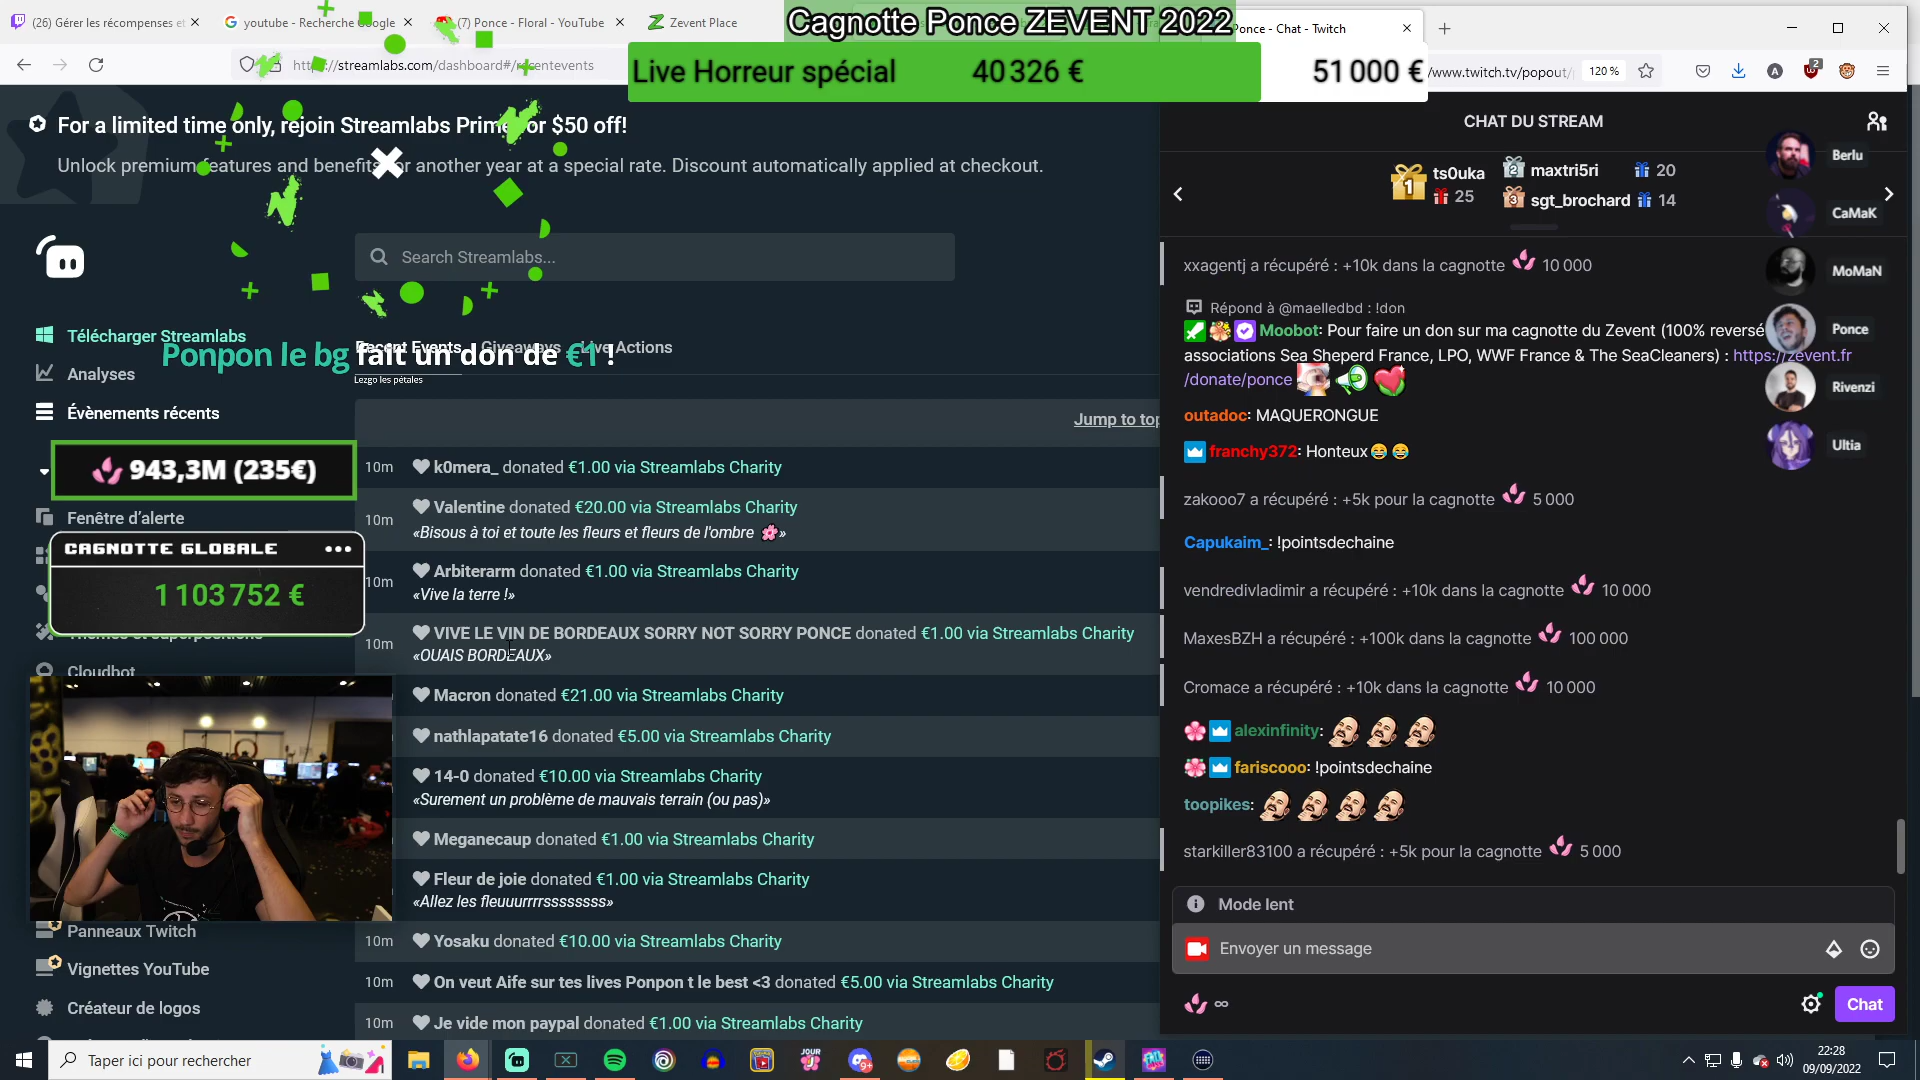 (26) Gérer les récompenses et
youtube - Recherche Google
(7) Ponce - Floral - YouTube
Zevent Place
Cagnotte Ponce ZEVENT 2022
Ponce - Chat - Twitch
streamlabs.com/dashboard#/recentevents
Live Horreur spécial 40 326 € 51 000 €
/www.twitch.tv/popout/
120 %
For a limited time only, rejoin Streamlabs Prime for $50 off!
Unlock premium features and benefits for another year at a special rate. Discount automatically applied at checkout.
Search Streamlabs...
Télécharger Streamlabs
Recent Events
Giveaways
Live Actions
Ponpon le bg fait un don de €1 !
Lezgo les pétales
Analyses
Évènements récents
Jump to top
943,3M (235€)
Fenêtre d'alerte
CAGNOTTE GLOBALE
1 103 752 €
Thèmes et superpositions
Cloudbot
Panneaux Twitch
Vignettes YouTube
Créateur de logos
10m k0mera_ donated €1.00 via Streamlabs Charity
10m Valentine donated €20.00 via Streamlabs Charity
«Bisous à toi et toute les fleurs et fleurs de l'ombre 🌸»
10m Arbiterarm donated €1.00 via Streamlabs Charity
«Vive la terre !»
10m VIVE LE VIN DE BORDEAUX SORRY NOT SORRY PONCE donated €1.00 via Streamlabs Charity
«OUAIS BORDEAUX»
Macron donated €21.00 via Streamlabs Charity
nathlapatate16 donated €5.00 via Streamlabs Charity
14-0 donated €10.00 via Streamlabs Charity
«Surement un problème de mauvais terrain (ou pas)»
Meganecaup donated €1.00 via Streamlabs Charity
Fleur de joie donated €1.00 via Streamlabs Charity
«Allez les fleuuurrrrssssssss»
10m Yosaku donated €10.00 via Streamlabs Charity
10m On veut Aife sur tes lives Ponpon t le best <3 donated €5.00 via Streamlabs Charity
10m Je vide mon paypal donated €1.00 via Streamlabs Charity
CHAT DU STREAM
1 ts0uka 25
2 maxtri5ri 20
3 sgt_brochard 14
Berlu
CaMaK
MoMaN
Ponce
Rivenzi
Ultia
xxagentj a récupéré : +10k dans la cagnotte 10 000
Répond à @maelledbd : !don
Moobot: Pour faire un don sur ma cagnotte du Zevent (100% reversé
associations Sea Sheperd France, LPO, WWF France & The SeaCleaners) : https://zevent.fr
/donate/ponce
outadoc: MAQUERONGUE
franchy372: Honteux 😂 😂
zakooo7 a récupéré : +5k pour la cagnotte 5 000
Capukaim_: !pointsdechaine
vendredivladimir a récupéré : +10k dans la cagnotte 10 000
MaxesBZH a récupéré : +100k dans la cagnotte 100 000
Cromace a récupéré : +10k dans la cagnotte 10 000
alexinfinity:
fariscooo: !pointsdechaine
toopikes:
starkiller83100 a récupéré : +5k pour la cagnotte 5 000
Mode lent
Envoyer un message
∞
Chat
Taper ici pour rechercher
22:28
09/09/2022